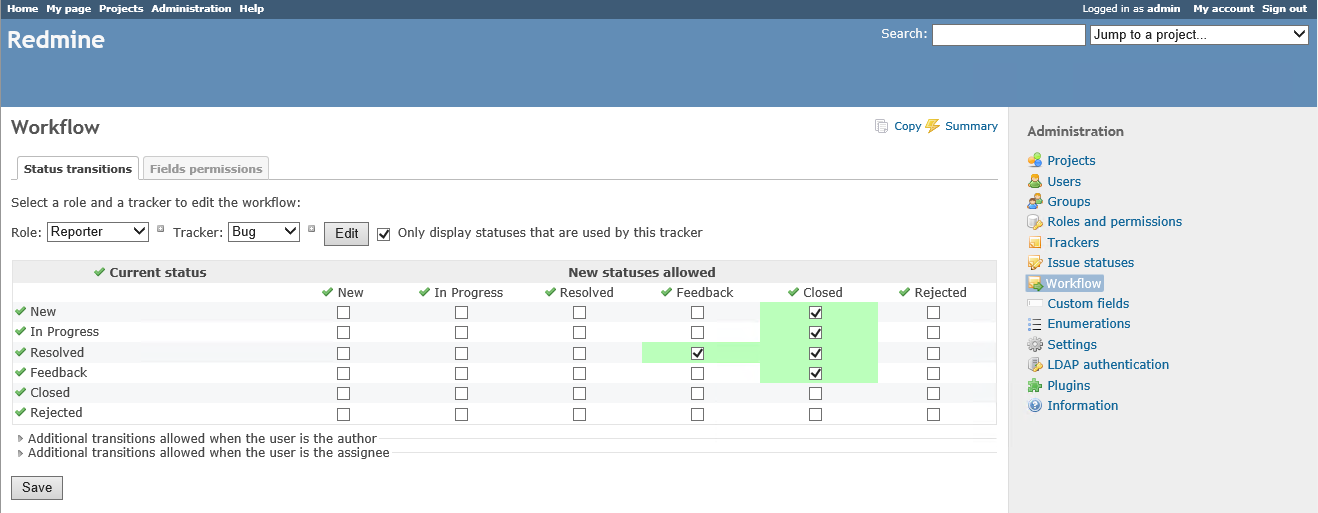 Home My page Projects Administration Help Logged in as admin My account Sign out
Redmine
Search: Jump to a project...
Workflow
Copy Summary
Status transitions Fields permissions
Select a role and a tracker to edit the workflow:
Role: Reporter Tracker: Bug Edit Only display statuses that are used by this tracker
Current status New statuses allowed
New In Progress Resolved Feedback Closed Rejected
New
In Progress
Resolved
Feedback
Closed
Rejected
Additional transitions allowed when the user is the author
Additional transitions allowed when the user is the assignee
Save
Administration
Projects
Users
Groups
Roles and permissions
Trackers
Issue statuses
Workflow
Custom fields
Enumerations
Settings
LDAP authentication
Plugins
Information